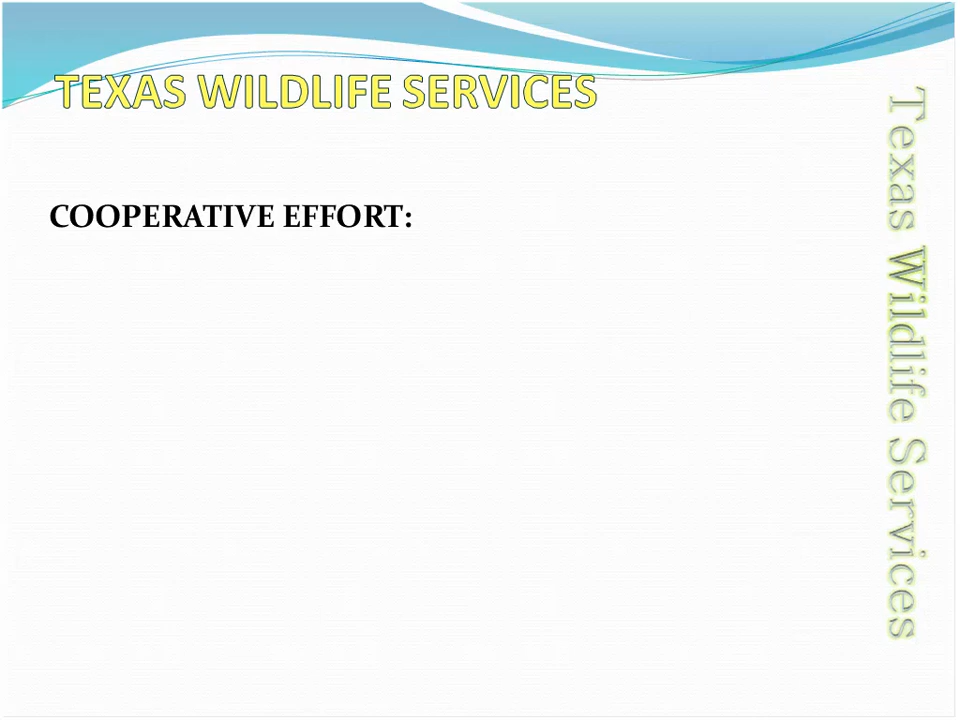 TEXAS WILDLIFE SERVICES
COOPERATIVE EFFORT:
Texas Wildlife Services